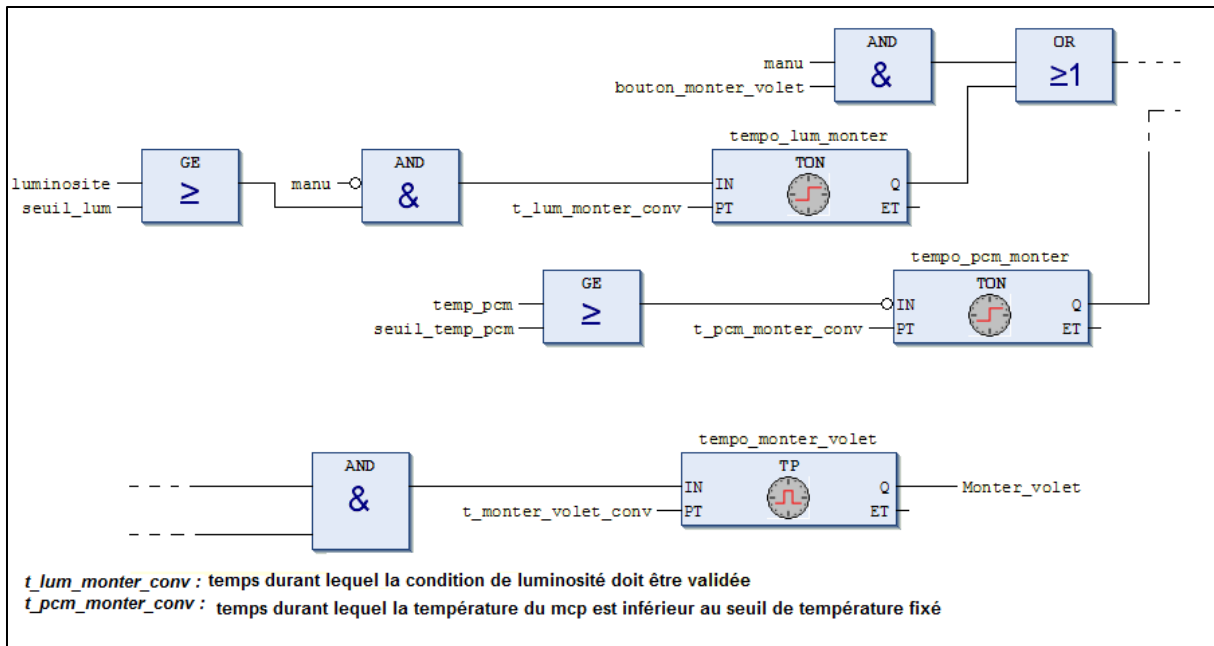 AND
&
manu
bouton_monter_volet
OR
≥1
tempo_lum_monter
GE
≥
luminosite
seuil_lum
AND
&
manu
TON
IN
PT
Q
ET
t_lum_monter_conv
tempo_pcm_monter
GE
≥
temp_pcm
seuil_temp_pcm
TON
IN
PT
Q
ET
t_pcm_monter_conv
AND
&
tempo_monter_volet
TP
IN
PT
Q
ET
t_monter_volet_conv
Monter_volet
t_lum_monter_conv : temps durant lequel la condition de luminosité doit être validée
t_pcm_monter_conv : temps durant lequel la température du mcp est inférieur au seuil de température fixé